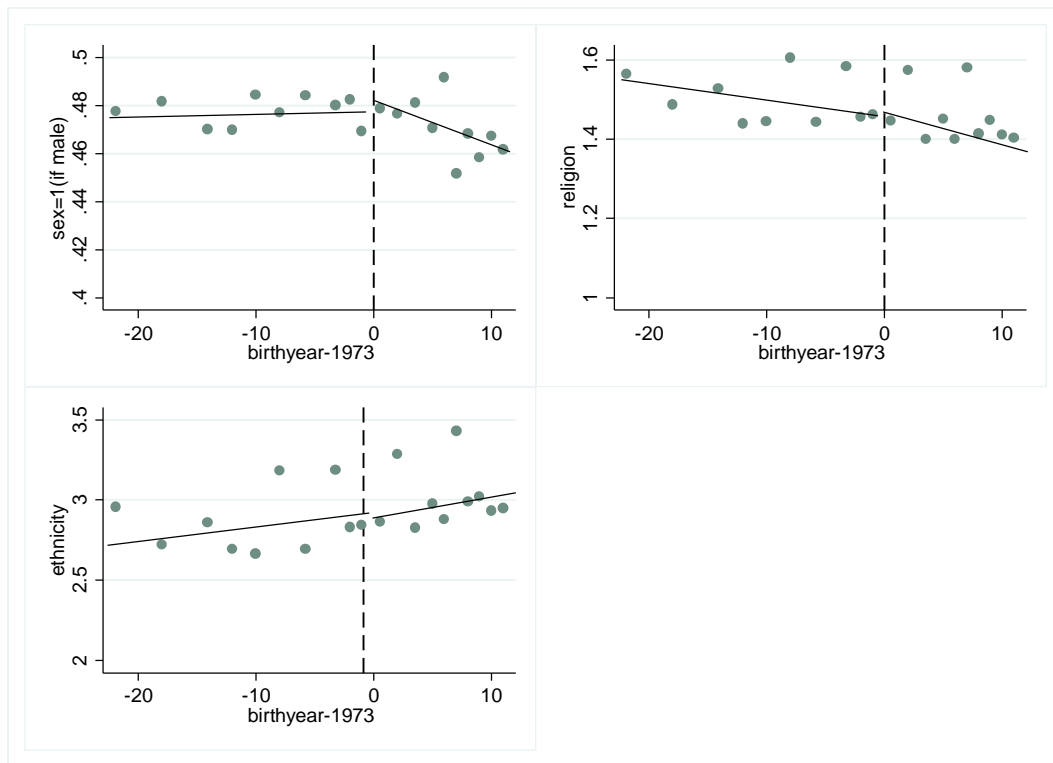 sex=1(if male)
.5
.48
.46
.44
.42
.4
-20 -10 0 10
birthyear-1973
religion
1.6
1.4
1.2
1
-20 -10 0 10
birthyear-1973
ethnicity
3.5
3
2.5
2
-20 -10 0 10
birthyear-1973